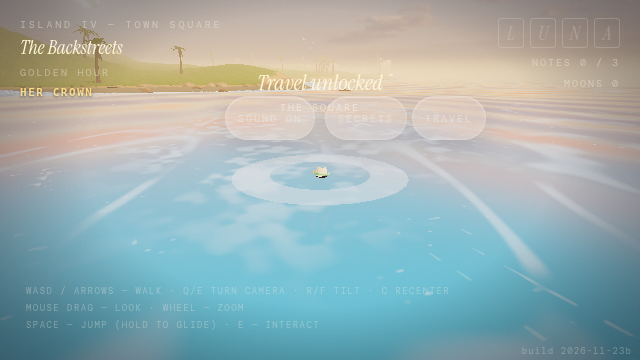 ISLAND IV — TOWN SQUARE
The Backstreets
GOLDEN HOUR
HER CROWN
L U N A
NOTES 0 / 3
MOONS 0
Travel unlocked
THE SQUARE
SOUND ON
SECRETS
TRAVEL
WASD / ARROWS — WALK · Q/E TURN CAMERA · R/F TILT · C RECENTER
MOUSE DRAG — LOOK · WHEEL — ZOOM
SPACE — JUMP (HOLD TO GLIDE) · E — INTERACT
build 2026-11-23b